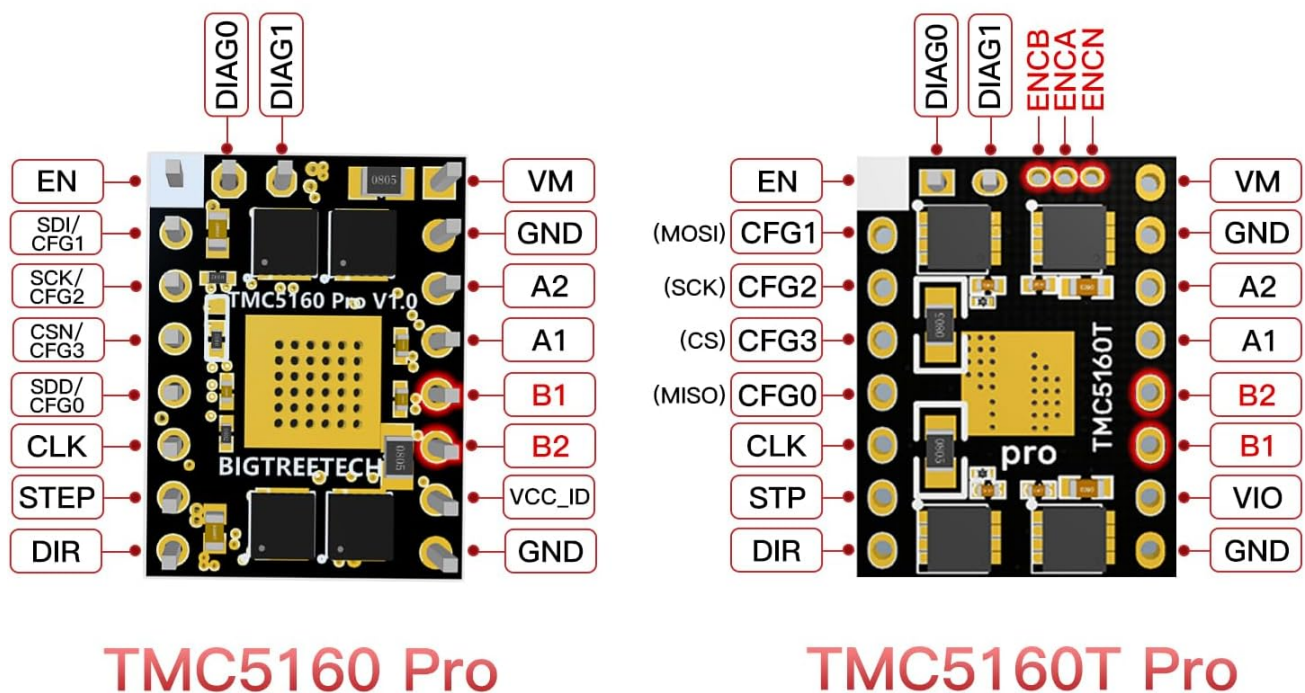 DIAG0
DIAG1
EN
SDI/
CFG1
SCK/
CFG2
CSN/
CFG3
SDD/
CFG0
CLK
STEP
DIR
VM
GND
A2
A1
B1
B2
VCC_ID
GND
0805
TMC5160 Pro V1.0
BIGTREETECH
0805
TMC5160 Pro
DIAG0
DIAG1
ENCB
ENCA
ENCN
EN
(MOSI) CFG1
(SCK) CFG2
(CS) CFG3
(MISO) CFG0
CLK
STP
DIR
VM
GND
A2
A1
B2
B1
VIO
GND
0805
0805
TMC5160T
pro
TMC5160T Pro